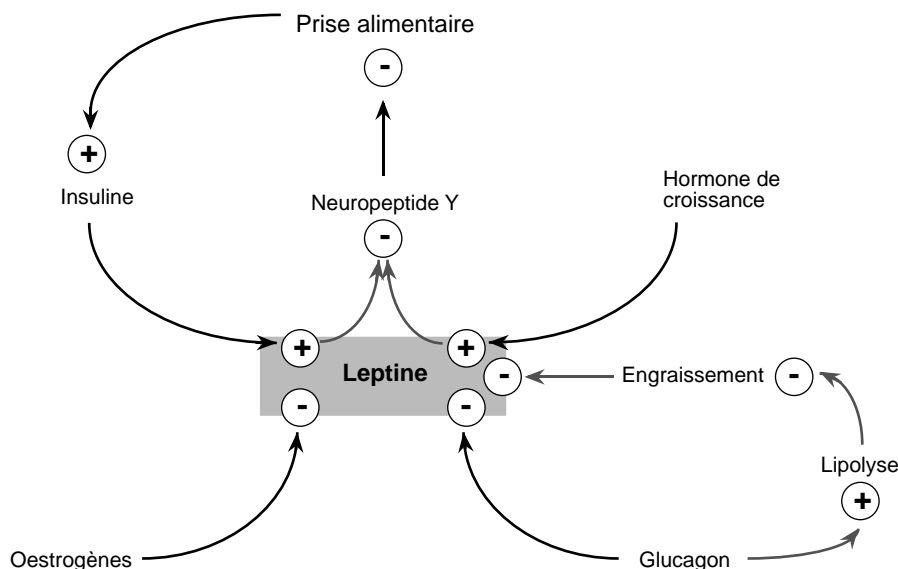 Prise alimentaire
-
+
Insuline
Neuropeptide Y
-
Hormone de
croissance
+
+
Leptine
-
Engraissement
-
-
-
Lipolyse
+
Oestrogènes
Glucagon